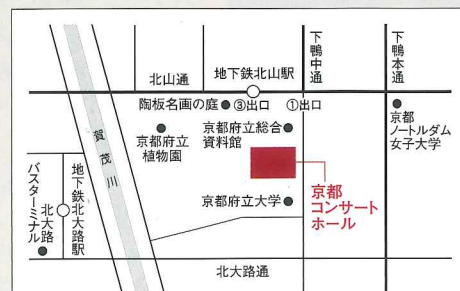 下鴨中通
下鴨本通
北山通
地下鉄北山駅
陶板名画の庭
③出口
①出口
京都府立
植物園
京都府立総合
資料館
京都
ノートルダム
女子大学
賀茂川
京都
コンサート
ホール
京都府立大学
地下鉄北大路駅
北大路
バスターミナル
北大路通